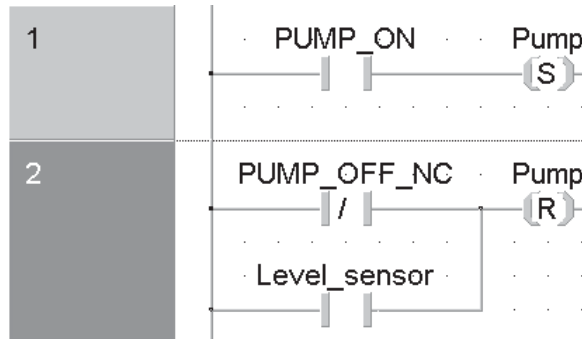 1
PUMP_ON Pump
S
2
PUMP_OFF_NC Pump
/ R
Level_sensor